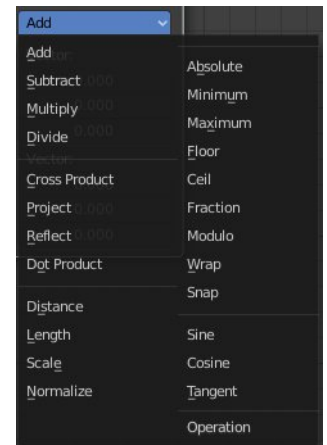 Add
Add
Subtract
Multiply
Divide
Cross Product
Project
Reflect
Dot Product
Distance
Length
Scale
Normalize
Absolute
Minimum
Maximum
Floor
Ceil
Fraction
Modulo
Wrap
Snap
Sine
Cosine
Tangent
Operation